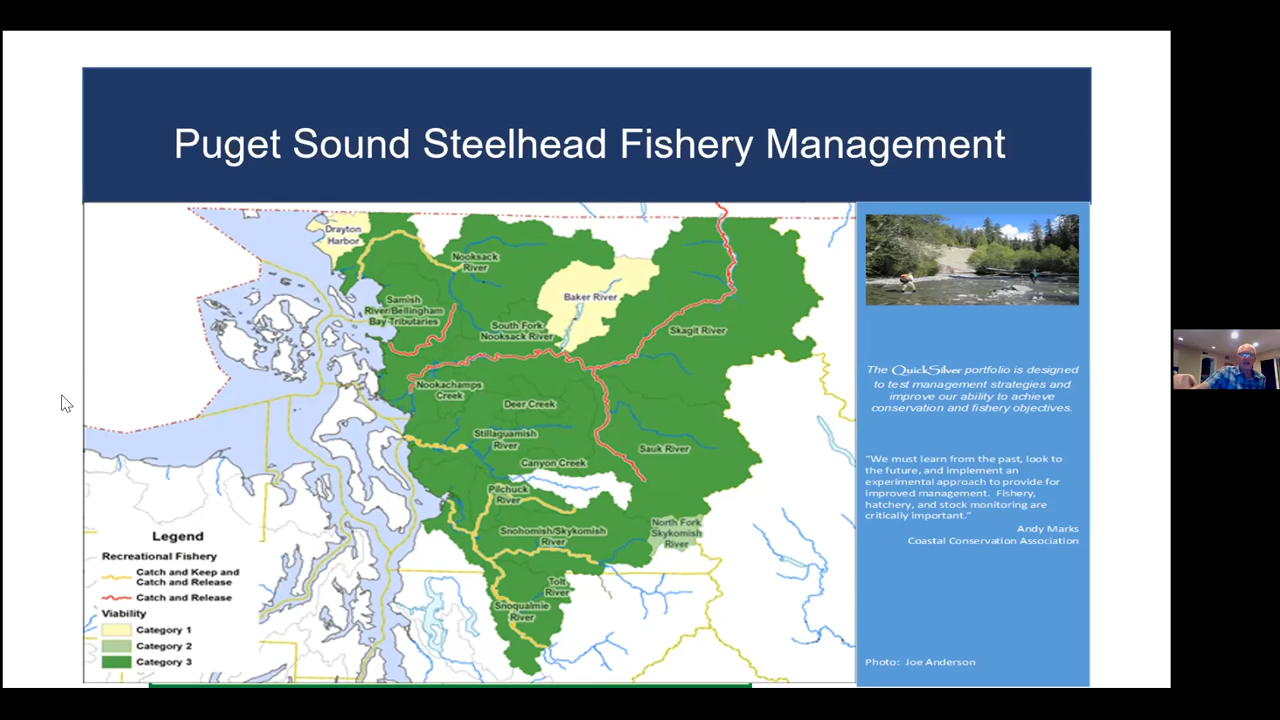 Puget Sound Steelhead Fishery Management
Drayton
Harbor
Nooksack
River
Baker River
Samish
River/Bellingham
Bay Tributaries
South Fork
Nooksack River
Skagit River
Nookachamps
Creek
Deer Creek
Stillaguamish
River
Sauk River
Canyon Creek
Pilchuck
River
Snohomish/Skykomish
River
North Fork
Skykomish
River
Tolt
River
Snoqualmie
River
Legend
Recreational Fishery
Catch and Keep and
Catch and Release
Catch and Release
Viability
Category 1
Category 2
Category 3
The QuickSilver portfolio is designed
to test management strategies and
improve our ability to achieve
conservation and fishery objectives.
“We must learn from the past, look to
the future, and implement an
experimental approach to provide for
improved management. Fishery,
hatchery, and stock monitoring are
critically important.”
Andy Marks
Coastal Conservation Association
Photo: Joe Anderson